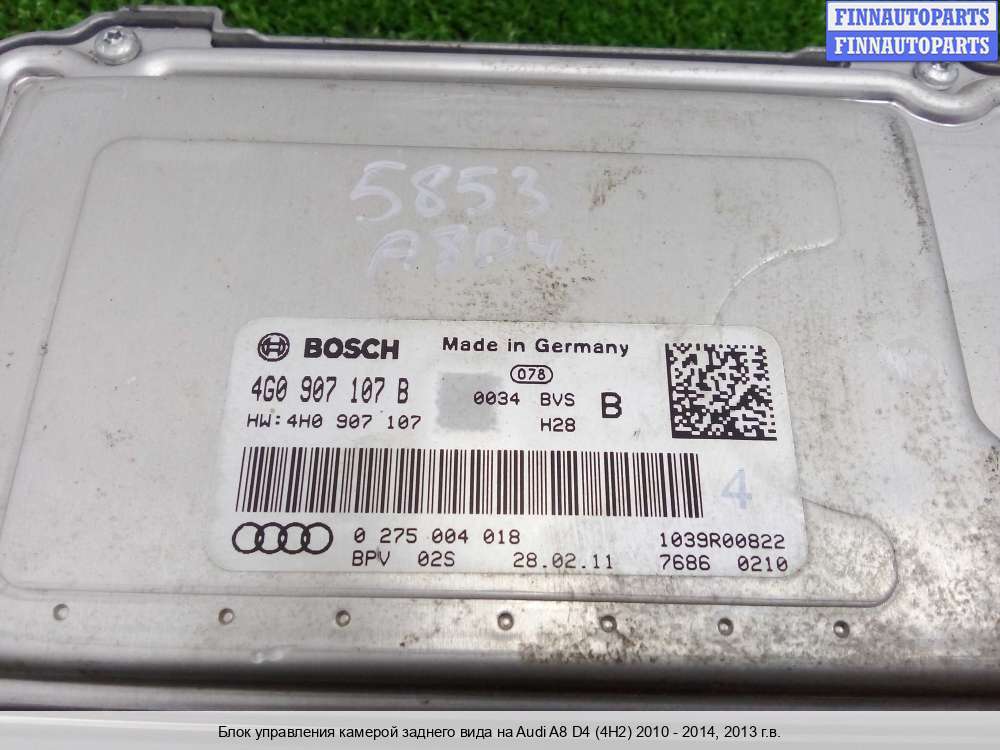 FINNAUTOPARTS
FINNAUTOPARTS
5853
A8D4
BOSCH
Made in Germany
078
4G0 907 107 B
0034 BVS B
HW:4H0 907 107
H28
4
0 275 004 018
1039R00822
BPV 02S 28.02.11 7686 0210
Блок управления камерой заднего вида на Audi A8 D4 (4H2) 2010 - 2014, 2013 г.в.